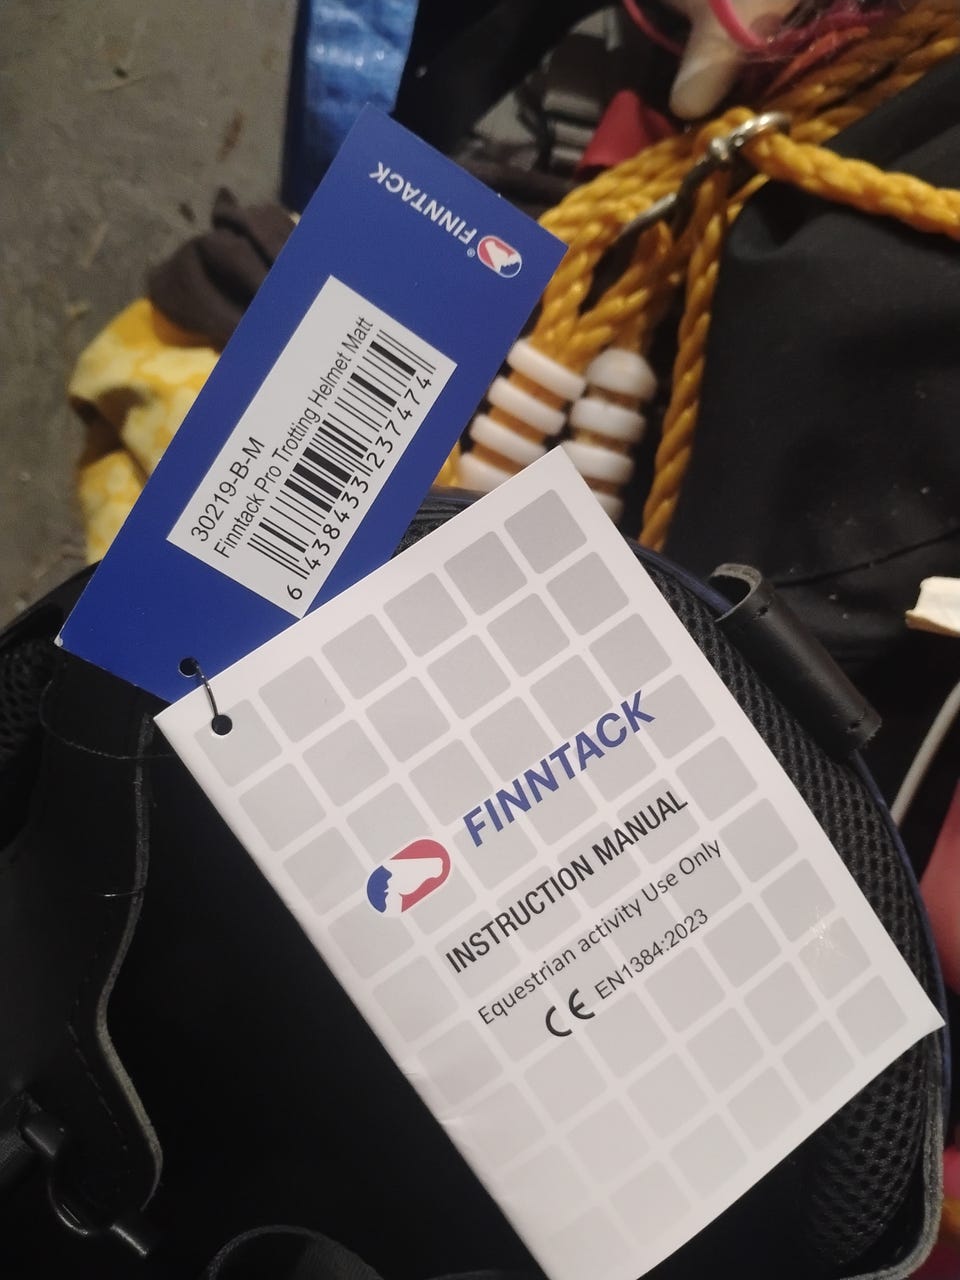 FINNTACK®
30219-B-M
Finntack Pro Trotting Helmet Matt
6 438433 237474
FINNTACK
INSTRUCTION MANUAL
Equestrian activity Use Only
CE EN1384:2023